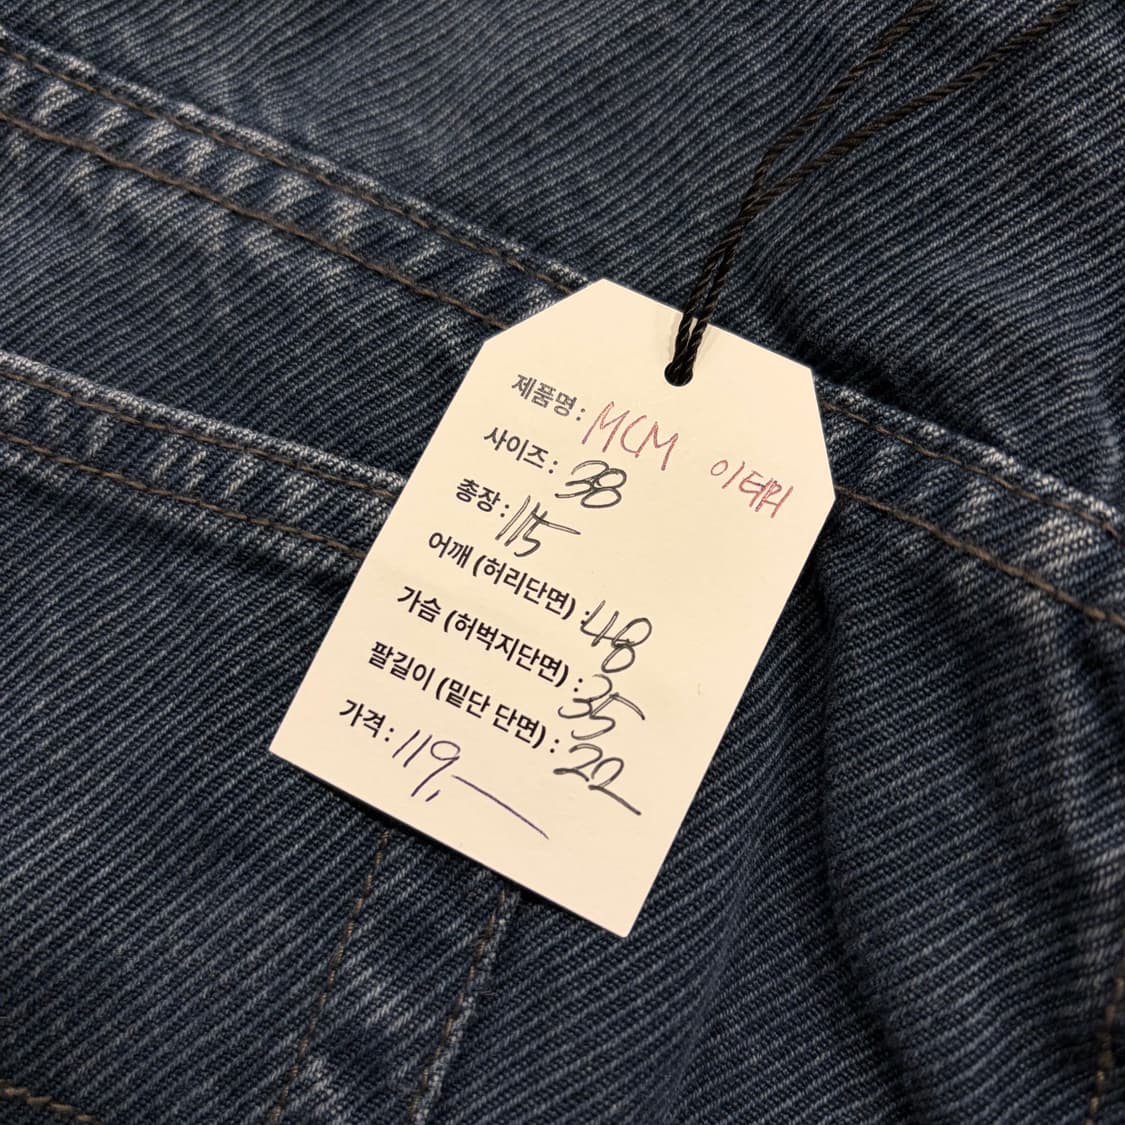 제품명: MCM 이태리
사이즈: 38
총장: 115
어깨 (허리단면) : 48
가슴 (허벅지단면) : 35
팔길이 (밑단 단면) : 22
가격: 119,—